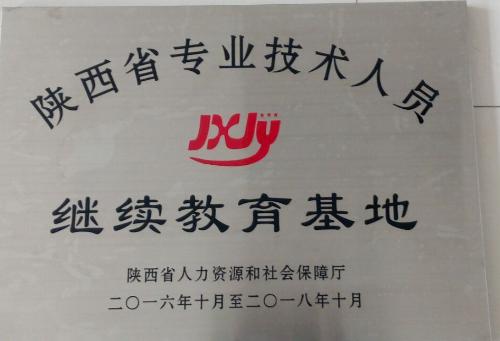 陕西省专业技术人员
JXJy
继续教育基地
陕西省人力资源和社会保障厅
二〇一六年十月至二〇一八年十月